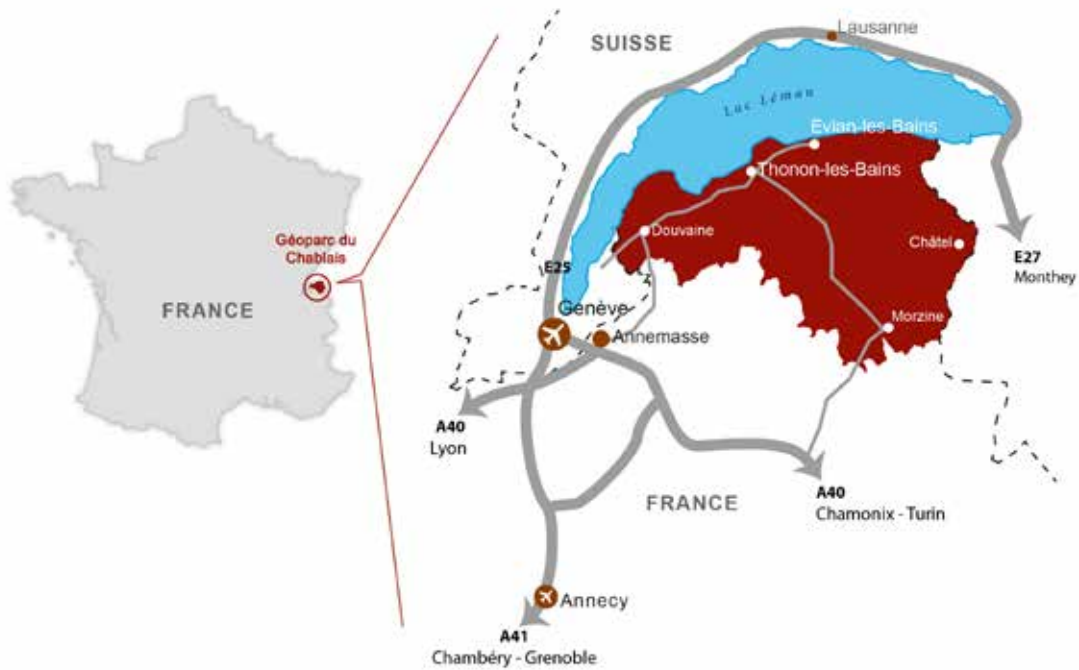 Géoparc du
Chablais
FRANCE
SUISSE
Lausanne
Lac Léman
Evian-les-Bains
Thonon-les-Bains
Douvaine
Châtel
E25
E27
Monthey
Genève
Annemasse
Morzine
A40
Lyon
FRANCE
A40
Chamonix - Turin
Annecy
A41
Chambéry - Grenoble